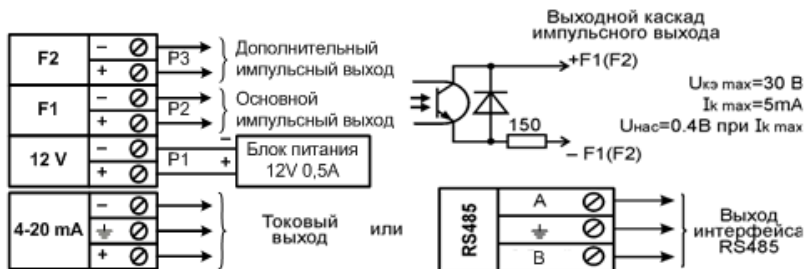 Выходной каскад
импульсного выхода
F2
–
+
P3
Дополнительный
импульсный выход
F1
–
+
P2
Основной
импульсный выход
12 V
–
+
P1
–
+
Блок питания
12V 0,5A
+F1(F2)
150
– F1(F2)
Uкэ max=30 В
Ik max=5mA
Uнас=0.4В при Ik max
4-20 mA
–
+
Токовый
выход
или
RS485
A
B
Выход
интерфейса
RS485